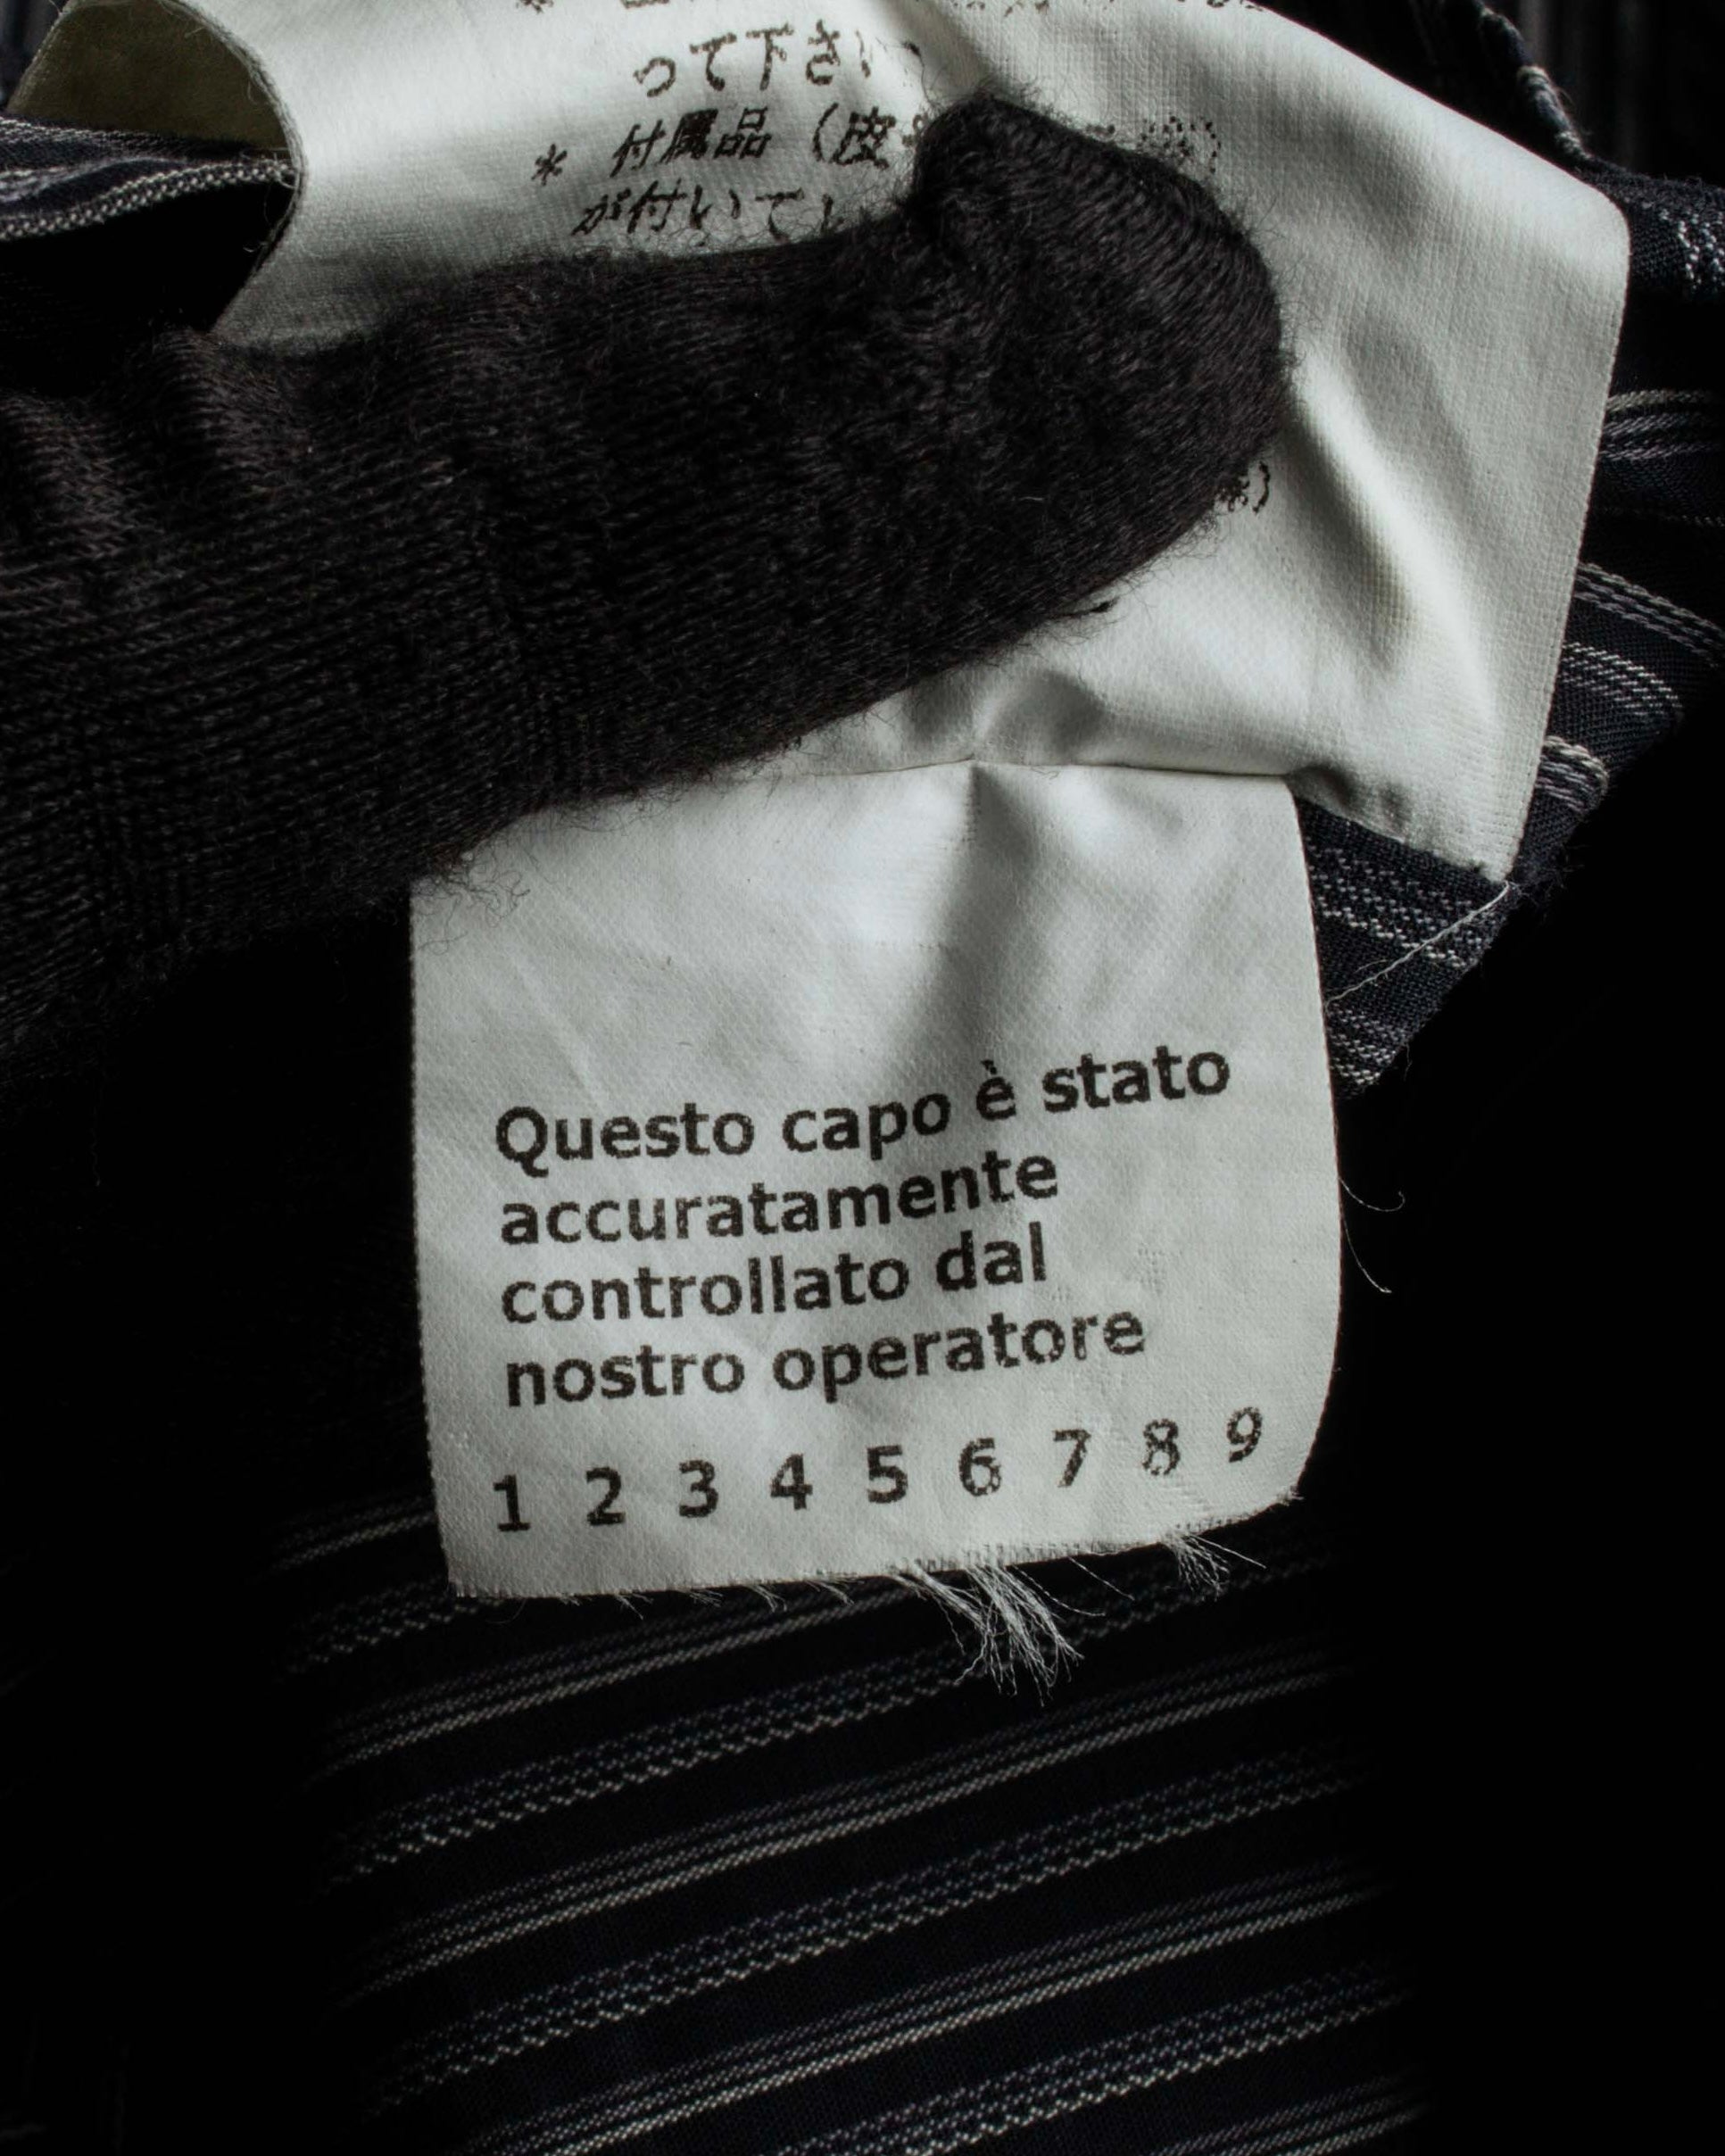 って下さい
* 付属品 (皮
が付いて
Questo capo è stato
accuratamente
controllato dal
nostro operatore
1 2 3 4 5 6 7 8 9